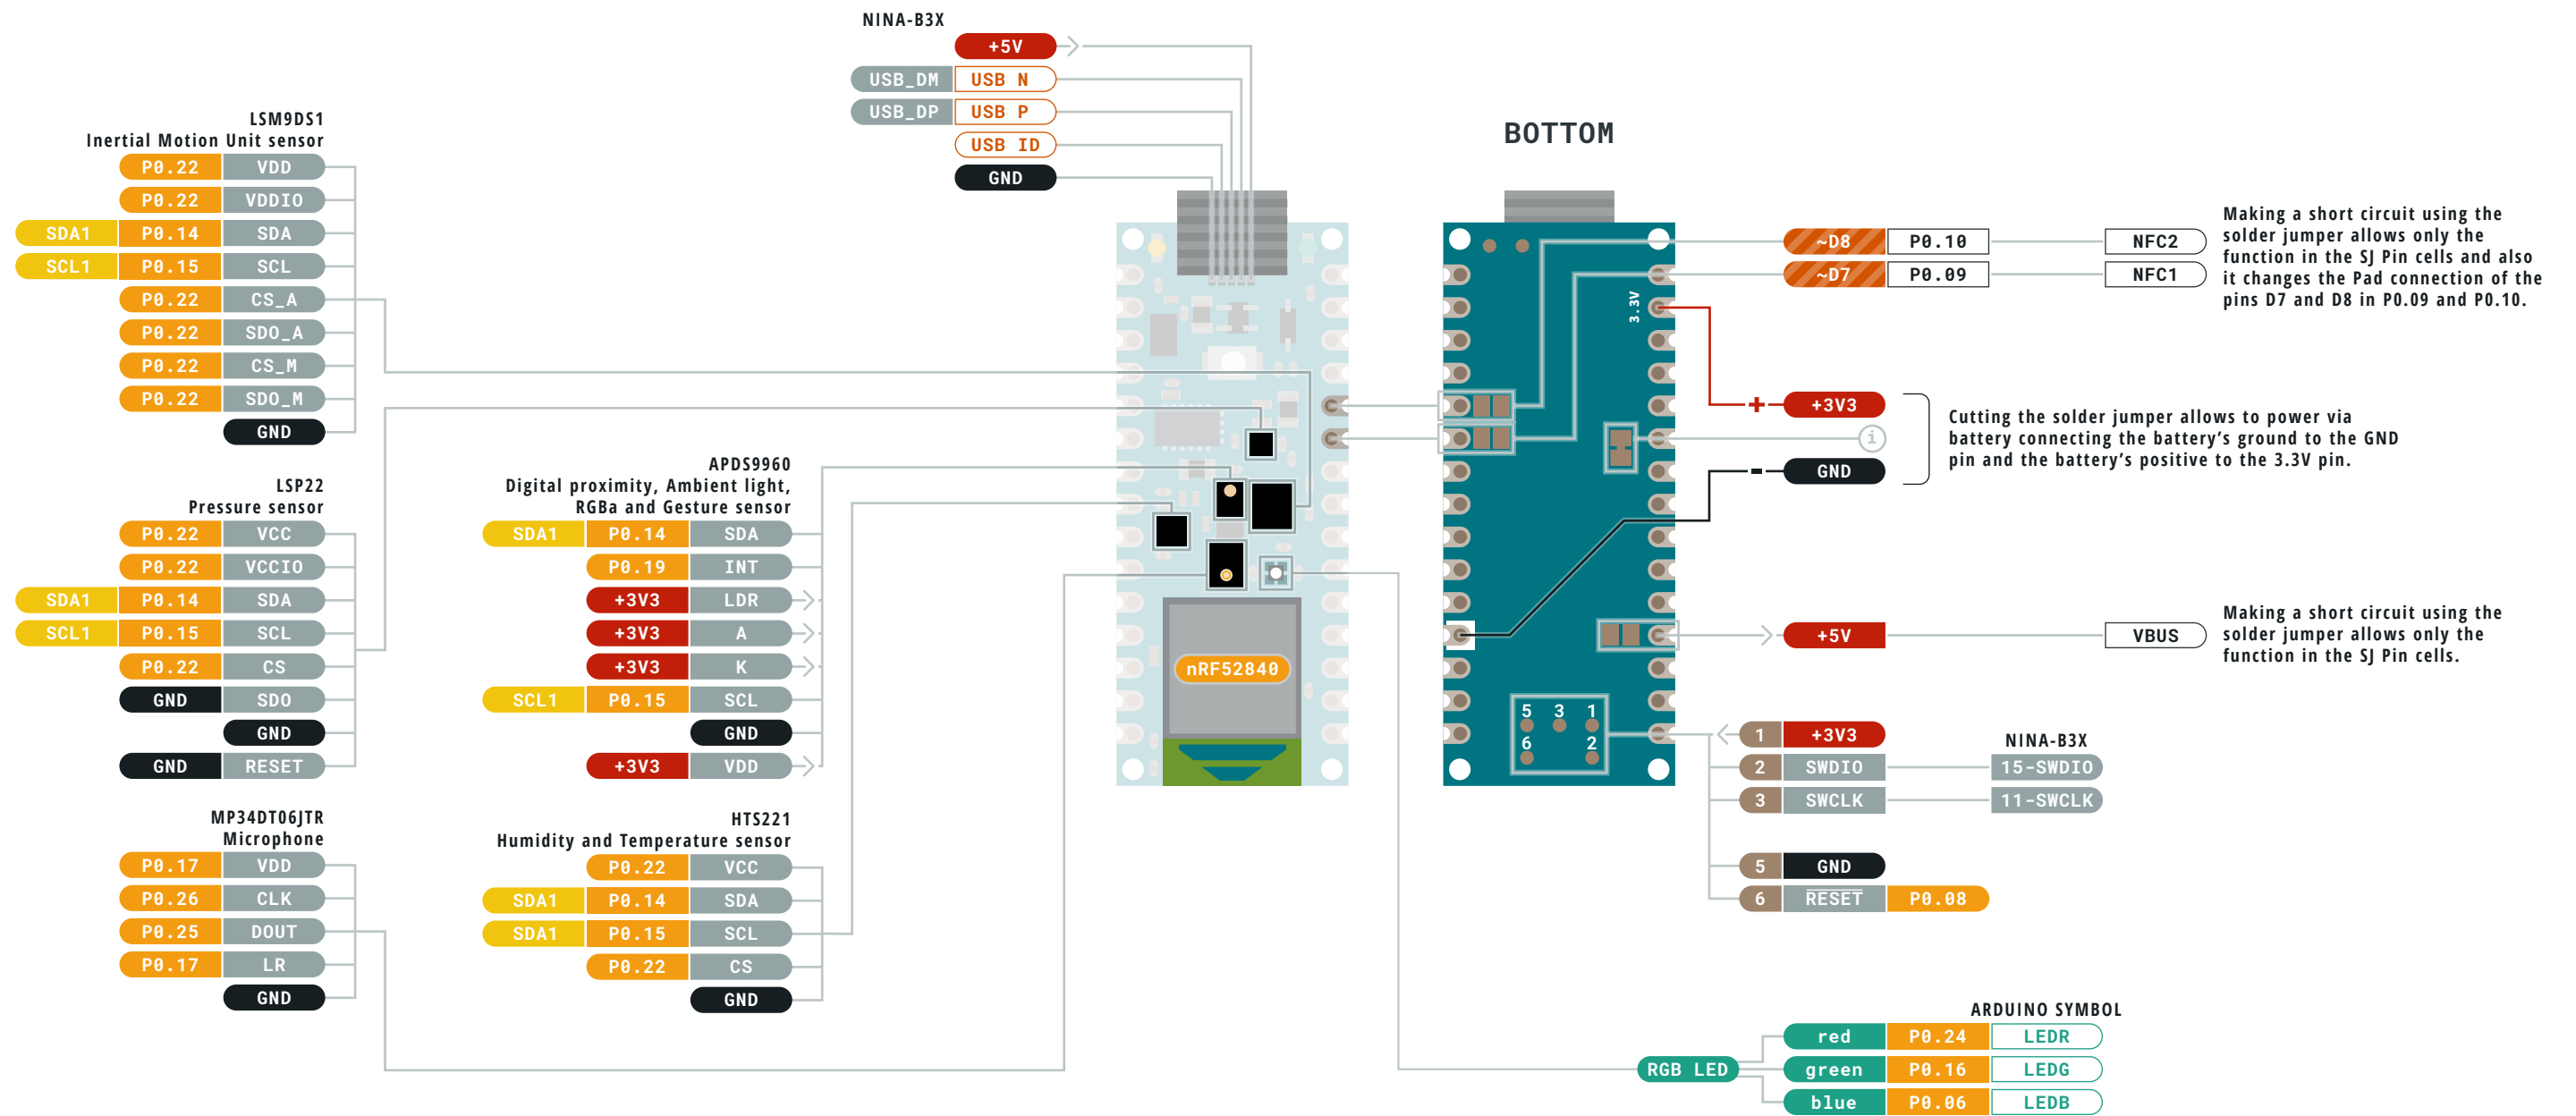 NINA-B3X
+5V
USB_DM USB N
USB_DP USB P
USB ID
GND
LSM9DS1
Inertial Motion Unit sensor
P0.22 VDD
P0.22 VDDIO
SDA1 P0.14 SDA
SCL1 P0.15 SCL
P0.22 CS_A
P0.22 SDO_A
P0.22 CS_M
P0.22 SDO_M
GND
LSP22
Pressure sensor
P0.22 VCC
P0.22 VCCIO
SDA1 P0.14 SDA
SCL1 P0.15 SCL
P0.22 CS
GND SDO
GND
GND RESET
MP34DT06JTR
Microphone
P0.17 VDD
P0.26 CLK
P0.25 DOUT
P0.17 LR
GND
APDS9960
Digital proximity, Ambient light,
RGBa and Gesture sensor
SDA1 P0.14 SDA
P0.19 INT
+3V3 LDR
+3V3 A
+3V3 K
SCL1 P0.15 SCL
GND
+3V3 VDD
HTS221
Humidity and Temperature sensor
P0.22 VCC
SDA1 P0.14 SDA
SDA1 P0.15 SCL
P0.22 CS
GND
nRF52840
BOTTOM
3.3V
5 3 1
6 2
~D8 P0.10 NFC2
~D7 P0.09 NFC1
Making a short circuit using the
solder jumper allows only the
function in the SJ Pin cells and also
it changes the Pad connection of the
pins D7 and D8 in P0.09 and P0.10.
+ +3V3
i
- GND
Cutting the solder jumper allows to power via
battery connecting the battery's ground to the GND
pin and the battery's positive to the 3.3V pin.
+5V VBUS
Making a short circuit using the
solder jumper allows only the
function in the SJ Pin cells.
1 +3V3
NINA-B3X
2 SWDIO 15-SWDIO
3 SWCLK 11-SWCLK
5 GND
6 RESET P0.08
ARDUINO SYMBOL
RGB LED
red P0.24 LEDR
green P0.16 LEDG
blue P0.06 LEDB